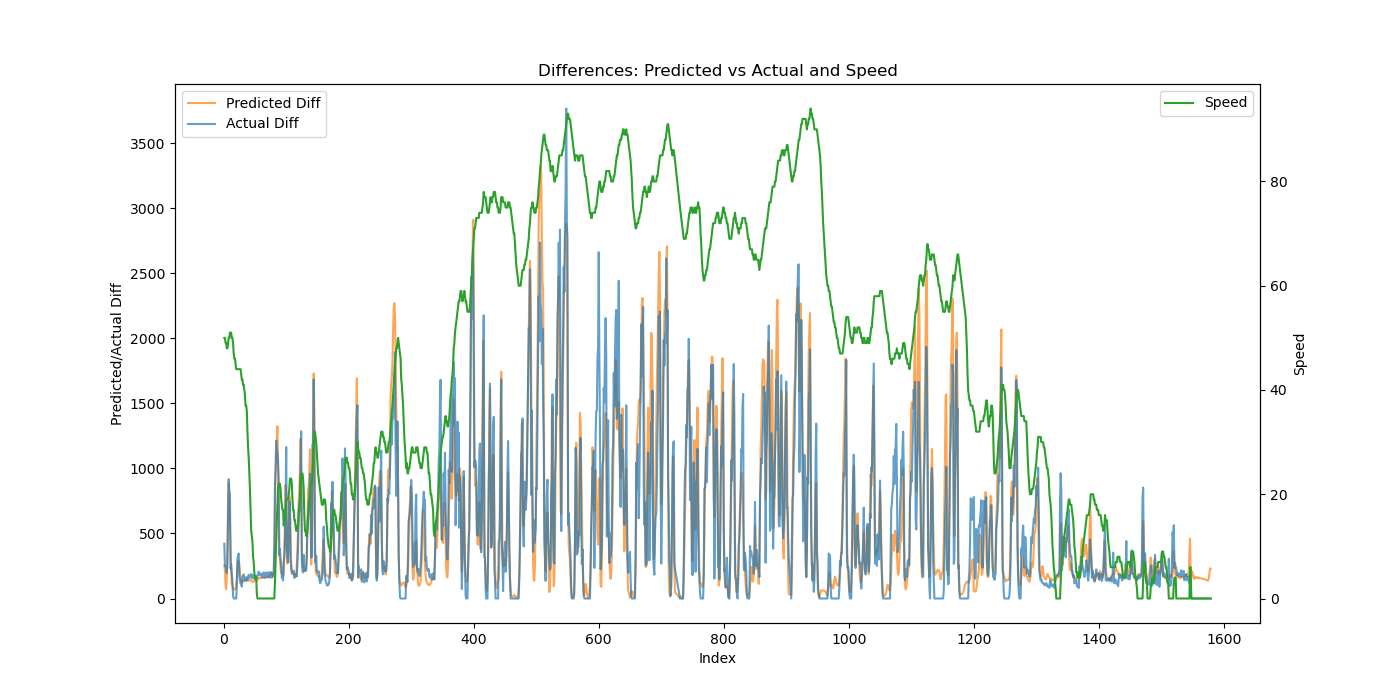 Differences: Predicted vs Actual and Speed
Predicted Diff
Actual Diff
Speed
3500
3000
2500
2000
1500
1000
500
0
Predicted/Actual Diff
80
60
40
20
0
Speed
0 200 400 600 800 1000 1200 1400 1600
Index